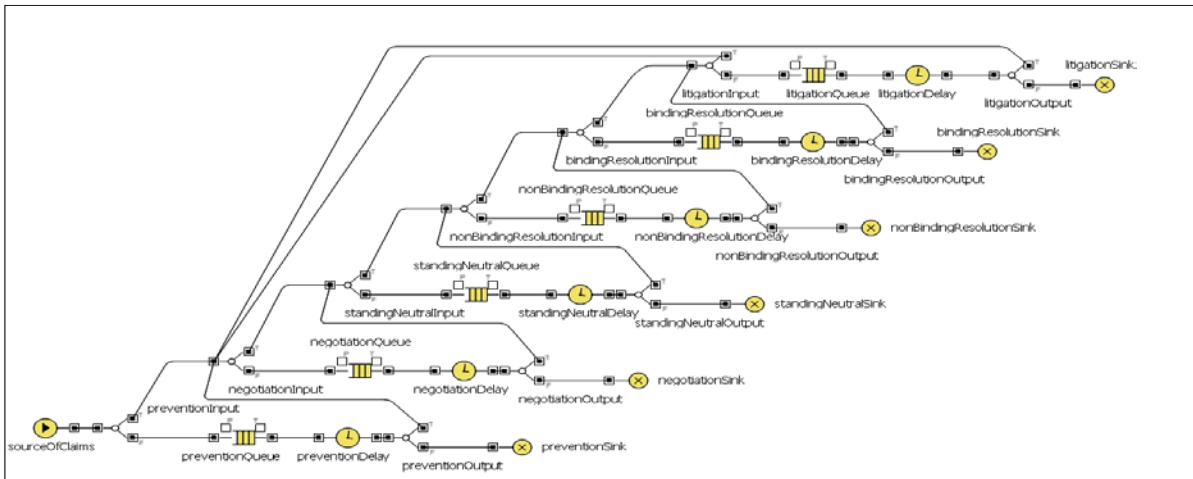 litigationSink
litigationInput
litigationQueue
litigationDelay
litigationOutput
bindingResolutionQueue
bindingResolutionSink
bindingResolutionInput
bindingResolutionDelay
bindingResolutionOutput
nonBindingResolutionQueue
nonBindingResolutionInput
nonBindingResolutionDelay
nonBindingResolutionSink
nonBindingResolutionOutput
standingNeutralQueue
standingNeutralInput
standingNeutralDelay
standingNeutralSink
standingNeutralOutput
negotiationQueue
negotiationInput
negotiationDelay
negotiationSink
negotiationOutput
preventionInput
sourceOfClaims
preventionQueue
preventionDelay
preventionSink
preventionOutput